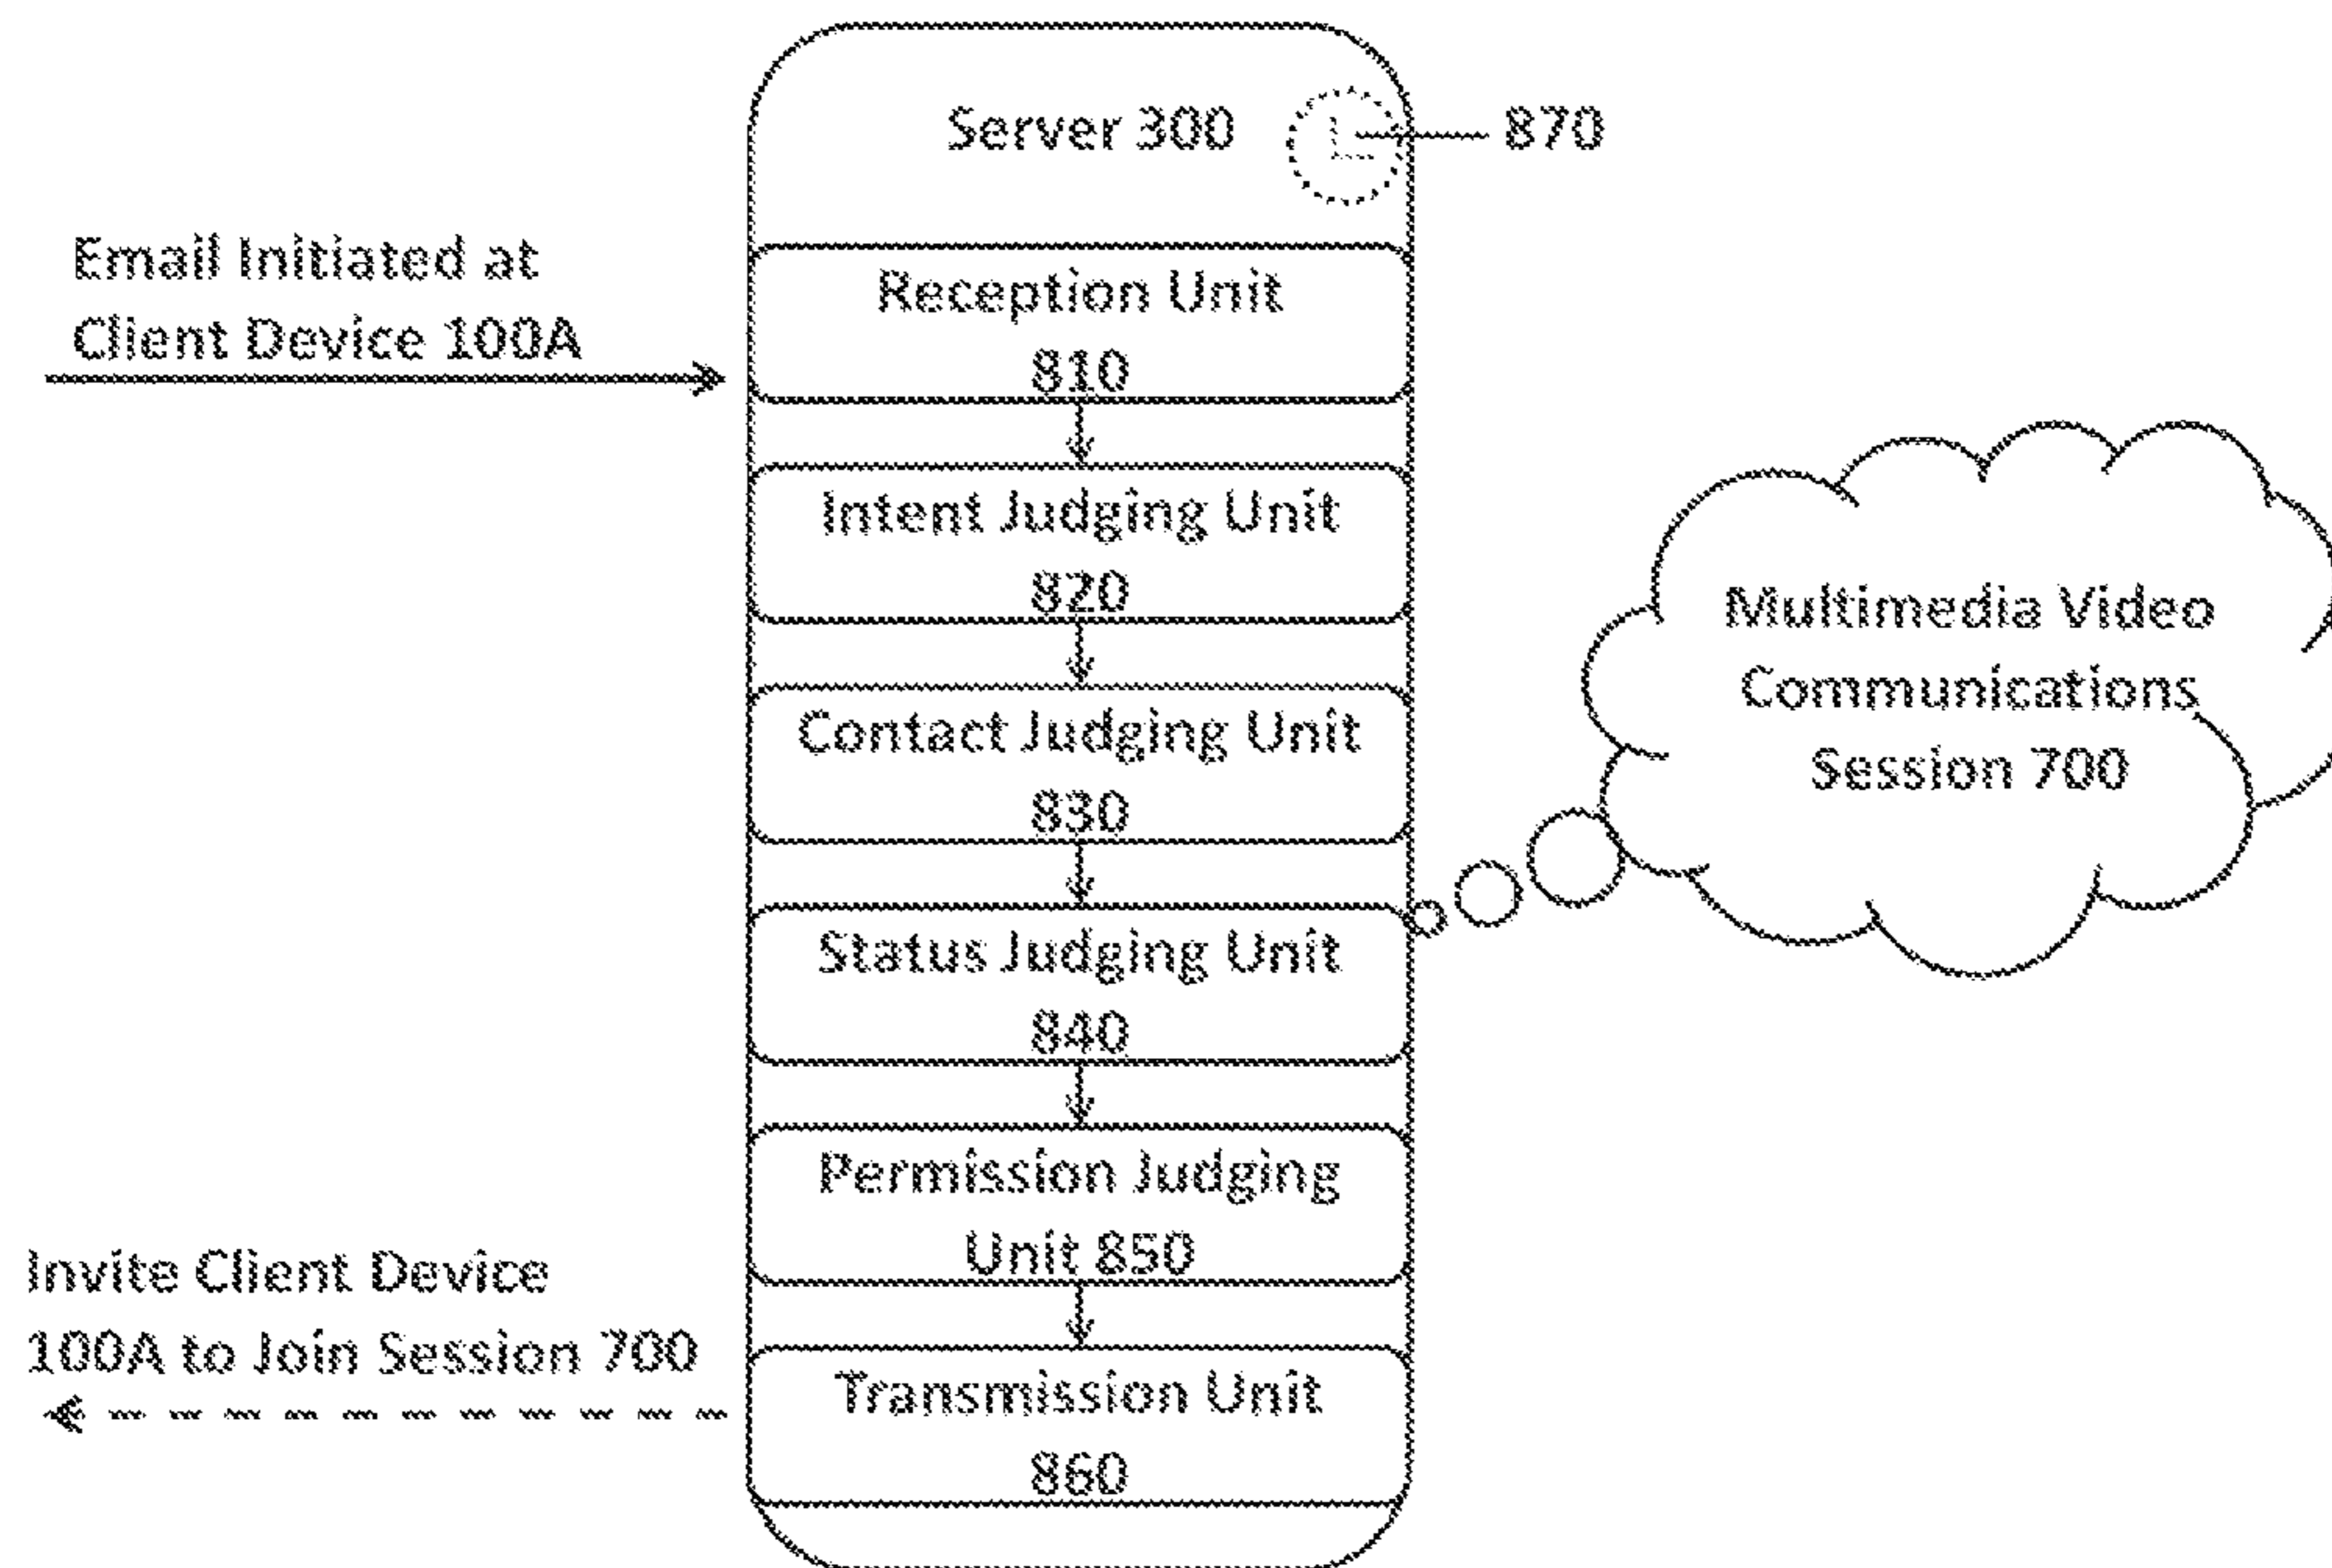 Server 300
870
Email Initiated at
Client Device 100A
Reception Unit
810
Intent Judging Unit
820
Contact Judging Unit
830
Status Judging Unit
840
Permission Judging
Unit 850
Transmission Unit
860
Multimedia Video
Communications
Session 700
Invite Client Device
100A to Join Session 700